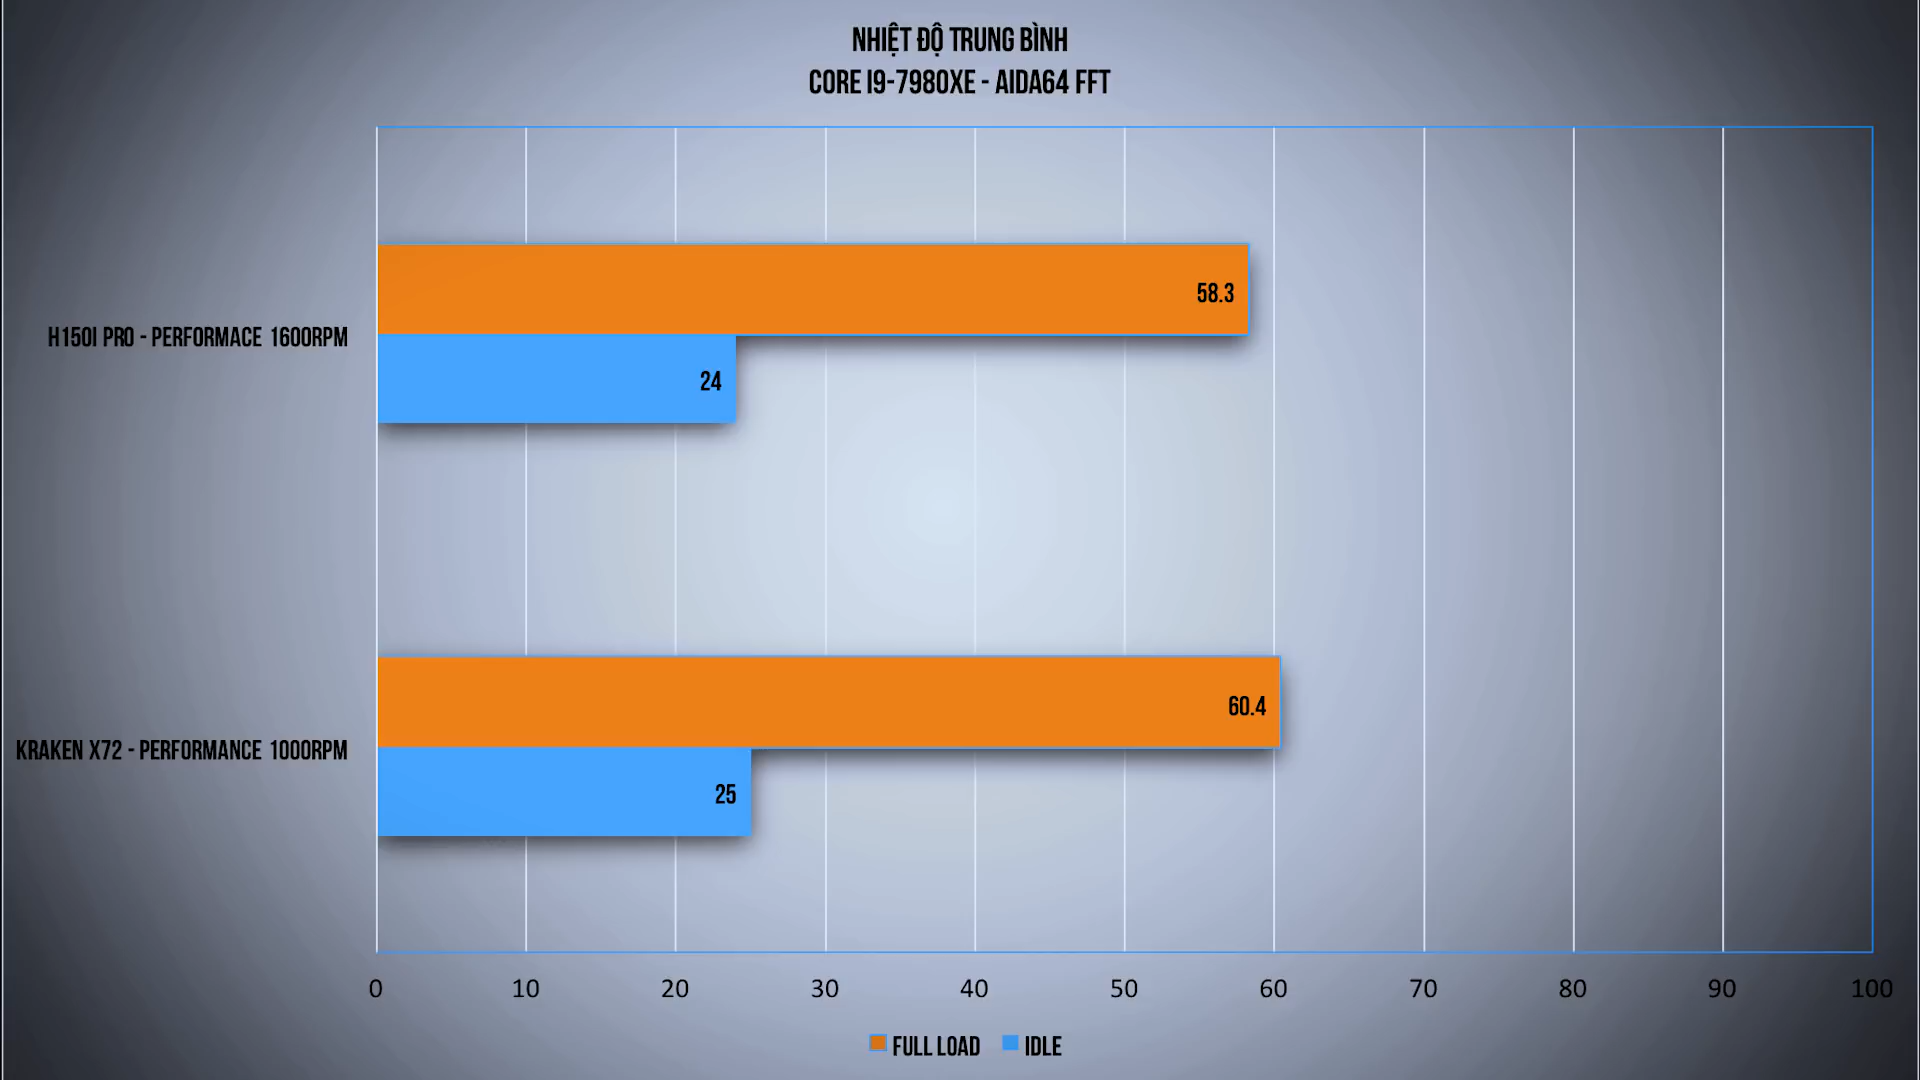 NHIỆT ĐỘ TRUNG BÌNH
CORE I9-7980XE - AIDA64 FFT
H150I PRO - PERFORMACE 1600RPM
58.3
24
KRAKEN X72 - PERFORMANCE 1000RPM
60.4
25
0 10 20 30 40 50 60 70 80 90 100
FULL LOAD IDLE